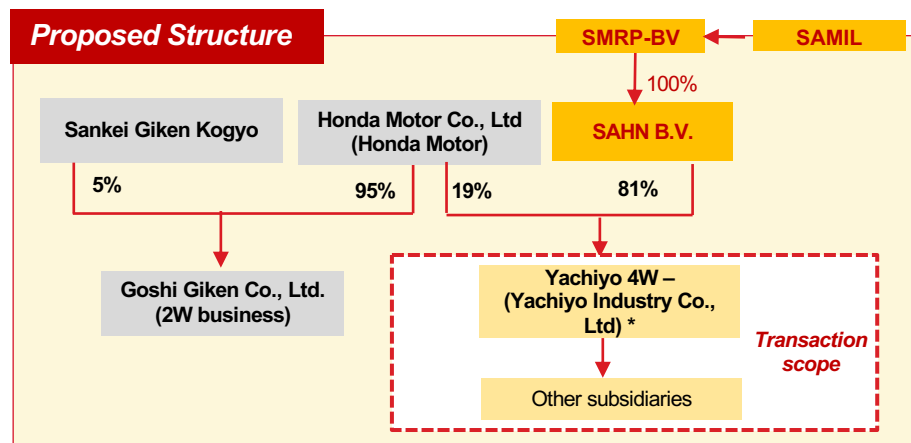 Proposed Structure
SMRP-BV
SAMIL
100%
Sankei Giken Kogyo
Honda Motor Co., Ltd
(Honda Motor)
SAHN B.V.
5%
95%
19%
81%
Goshi Giken Co., Ltd.
(2W business)
Yachiyo 4W –
(Yachiyo Industry Co.,
Ltd) *
Transaction
scope
Other subsidiaries